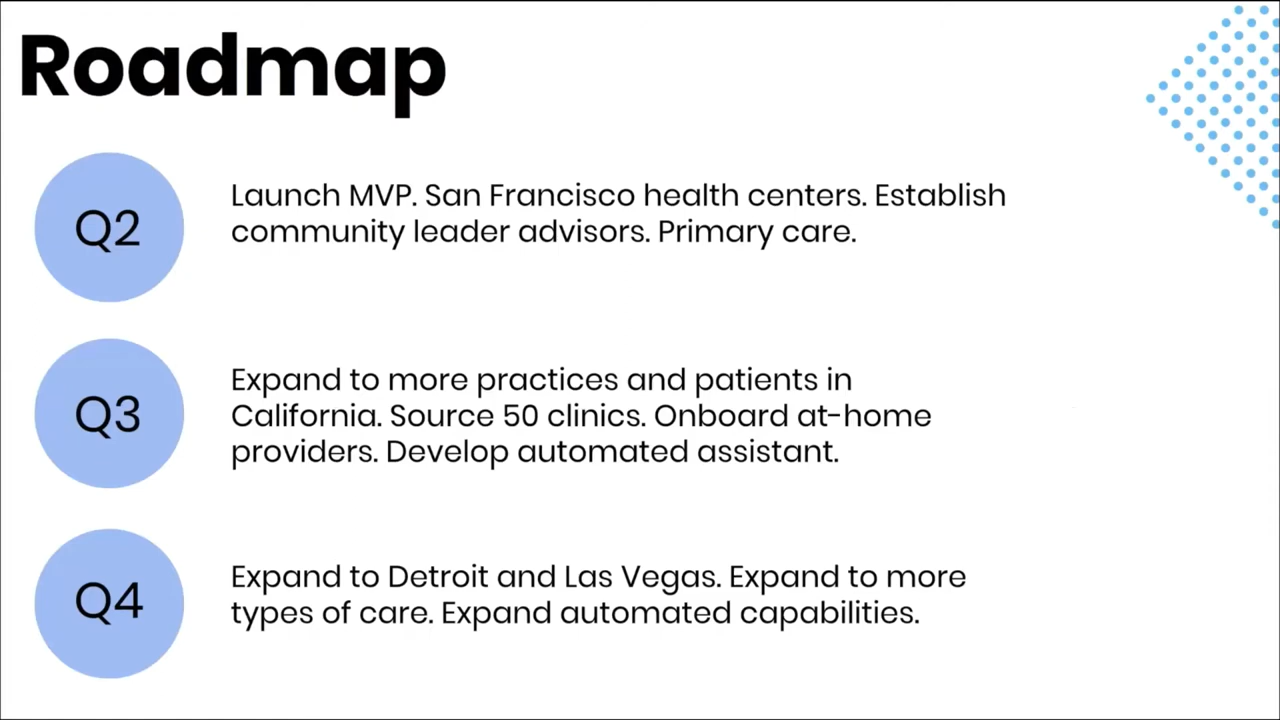 Roadmap
Q2
Launch MVP. San Francisco health centers. Establish
community leader advisors. Primary care.
Q3
Expand to more practices and patients in
California. Source 50 clinics. Onboard at-home
providers. Develop automated assistant.
Q4
Expand to Detroit and Las Vegas. Expand to more
types of care. Expand automated capabilities.